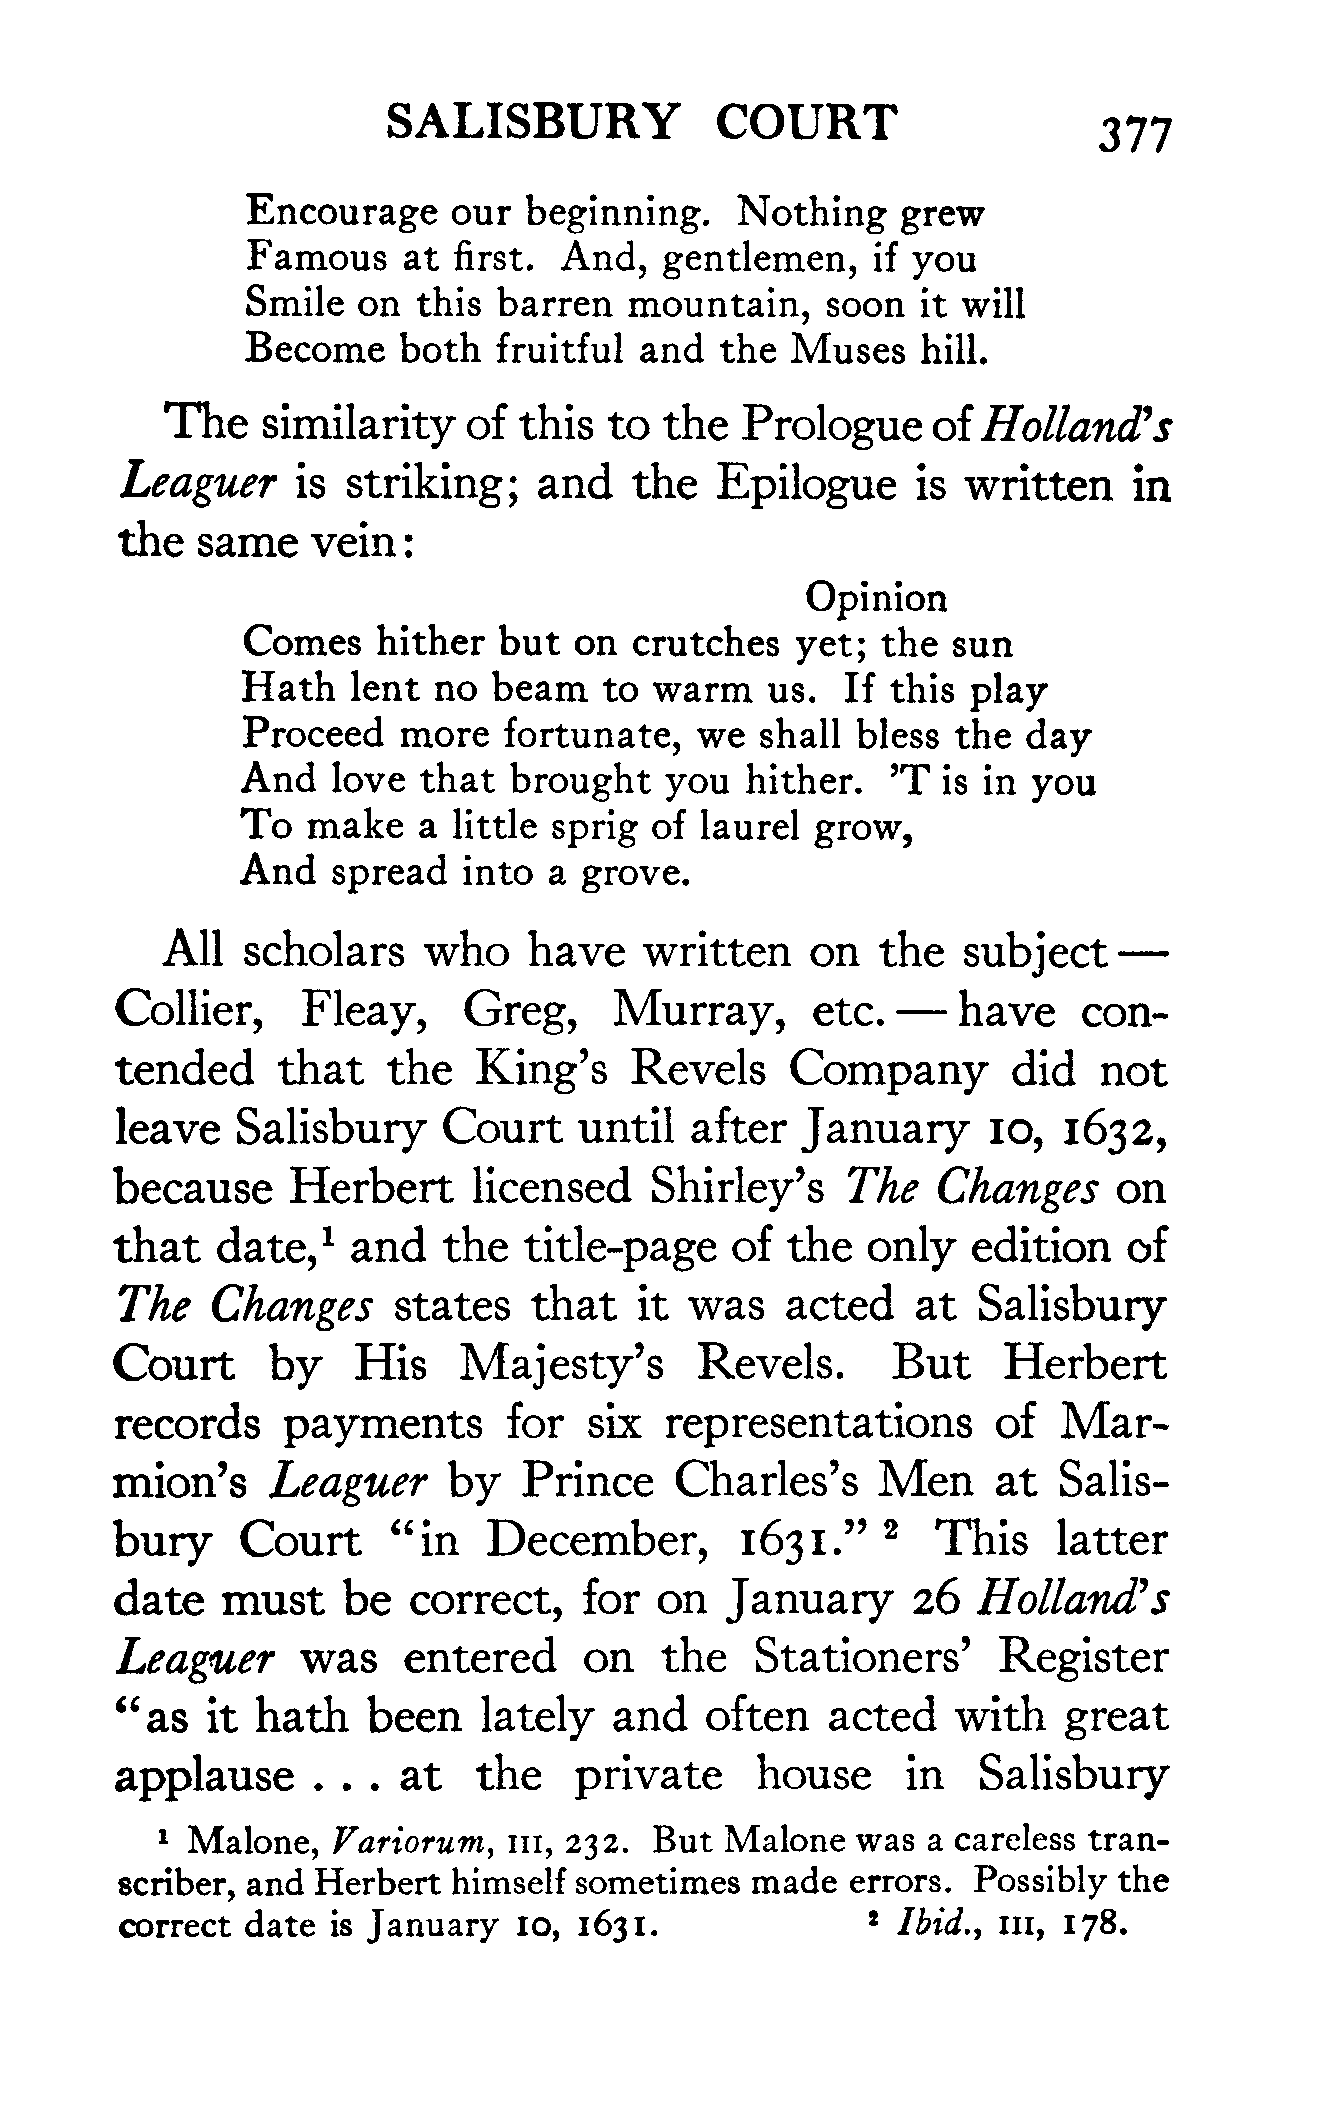 SALISBURY COURT 377
Encourage our beginning. Nothing grew
Famous at first. And, gentlemen, if you
Smile on this barren mountain, soon it will
Become both fruitful and the Muses hill.
The similarity of this to the Prologue of Holland's
Leaguer is striking; and the Epilogue is written in
the same vein:
Opinion
Comes hither but on crutches yet; the sun
Hath lent no beam to warm us. If this play
Proceed more fortunate, we shall bless the day
And love that brought you hither. 'T is in you
To make a little sprig of laurel grow,
And spread into a grove.
All scholars who have written on the subject —
Collier, Fleay, Greg, Murray, etc. — have con-
tended that the King's Revels Company did not
leave Salisbury Court until after January 10, 1632,
because Herbert licensed Shirley's The Changes on
that date,¹ and the title-page of the only edition of
The Changes states that it was acted at Salisbury
Court by His Majesty's Revels. But Herbert
records payments for six representations of Mar-
mion's Leaguer by Prince Charles's Men at Salis-
bury Court "in December, 1631." ² This latter
date must be correct, for on January 26 Holland's
Leaguer was entered on the Stationers' Register
"as it hath been lately and often acted with great
applause . . . at the private house in Salisbury
¹ Malone, Variorum, III, 232. But Malone was a careless tran-
scriber, and Herbert himself sometimes made errors. Possibly the
correct date is January 10, 1631. ² Ibid., III, 178.